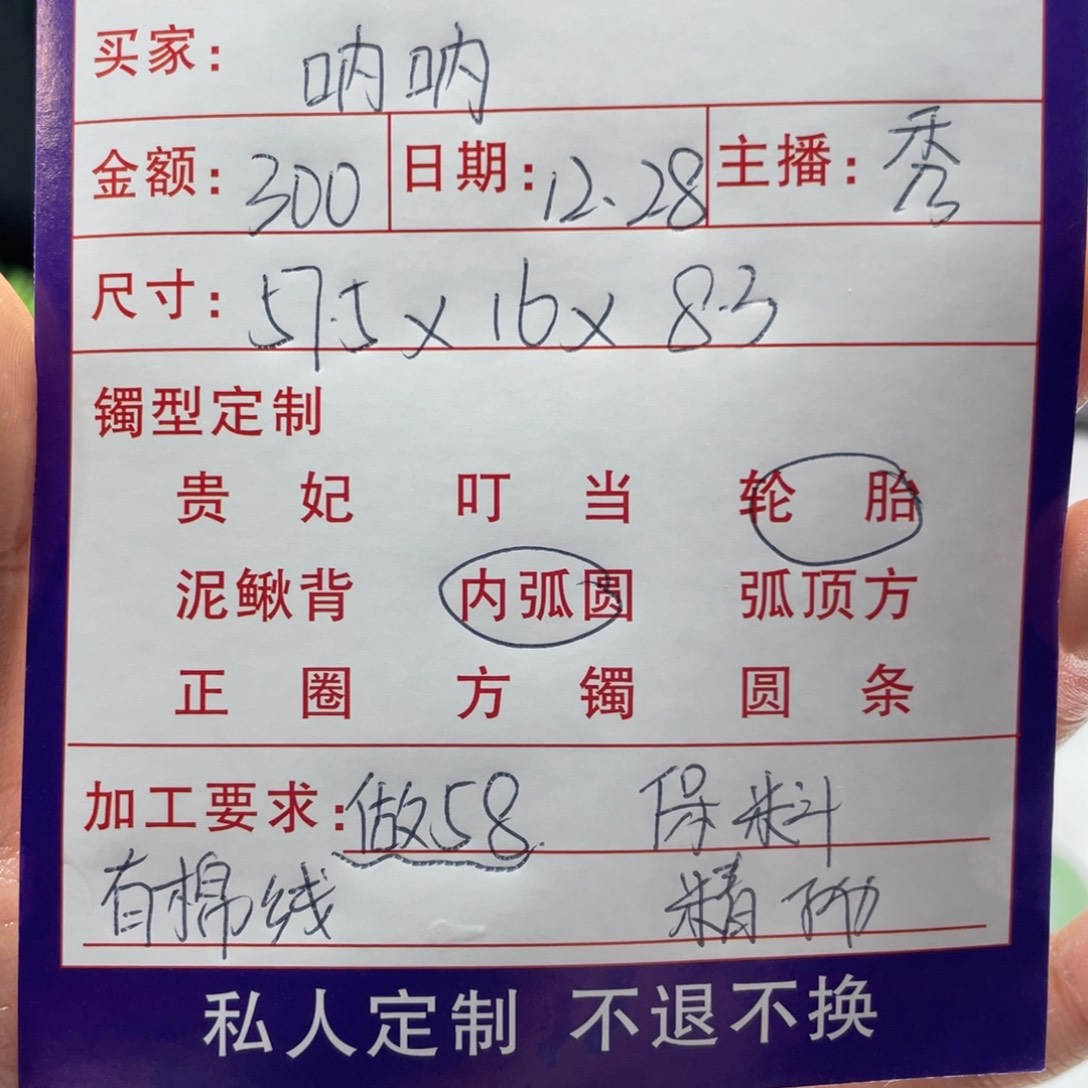 买家: 呐呐
金额: 300 日期: 12.28 主播: 秀
尺寸: 57.5 x 16 x 8.3
镯型定制
贵妃 叮当 轮胎
泥鳅背 内弧圆 弧顶方
正圈 方镯 圆条
加工要求: 做58. 保料
有棉线 精抛
私人定制 不退不换